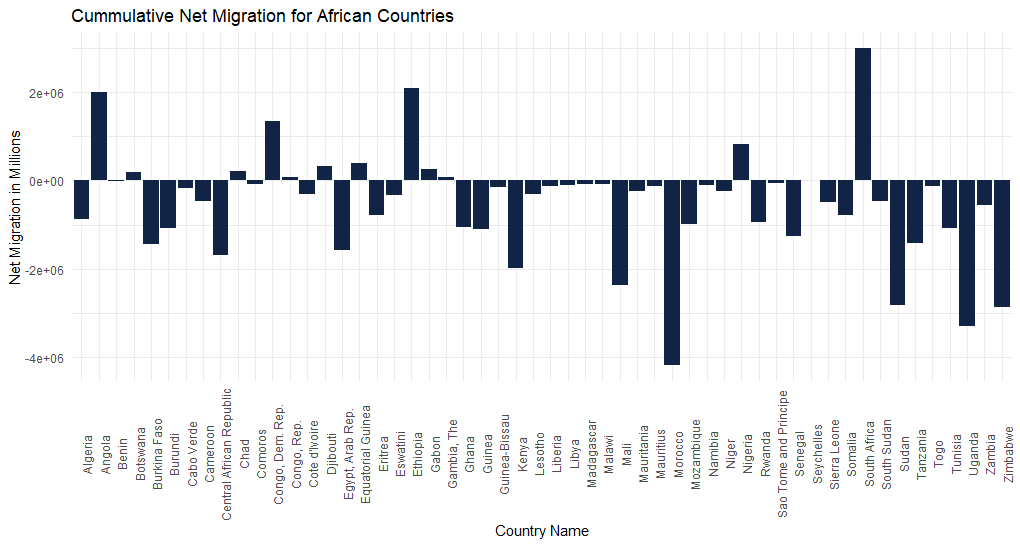 Cummulative Net Migration for African Countries
Net Migration in Millions
2e+06
0e+00
-2e+06
-4e+06
Algeria
Angola
Benin
Botswana
Burkina Faso
Burundi
Cabo Verde
Cameroon
Central African Republic
Chad
Comoros
Congo, Dem. Rep.
Congo, Rep.
Cote d'Ivoire
Djibouti
Egypt, Arab Rep.
Equatorial Guinea
Eritrea
Eswatini
Ethiopia
Gabon
Gambia, The
Ghana
Guinea
Guinea-Bissau
Kenya
Lesotho
Liberia
Libya
Madagascar
Malawi
Mali
Mauritania
Mauritius
Morocco
Mozambique
Namibia
Niger
Nigeria
Rwanda
Sao Tome and Principe
Senegal
Seychelles
Sierra Leone
Somalia
South Africa
South Sudan
Sudan
Tanzania
Togo
Tunisia
Uganda
Zambia
Zimbabwe
Country Name